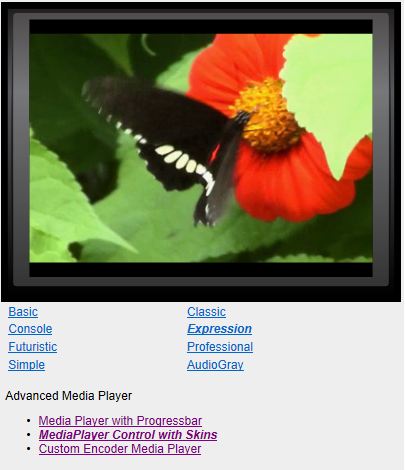 Basic Classic
Console Expression
Futuristic Professional
Simple AudioGray
Advanced Media Player
• Media Player with Progressbar
• MediaPlayer Control with Skins
• Custom Encoder Media Player